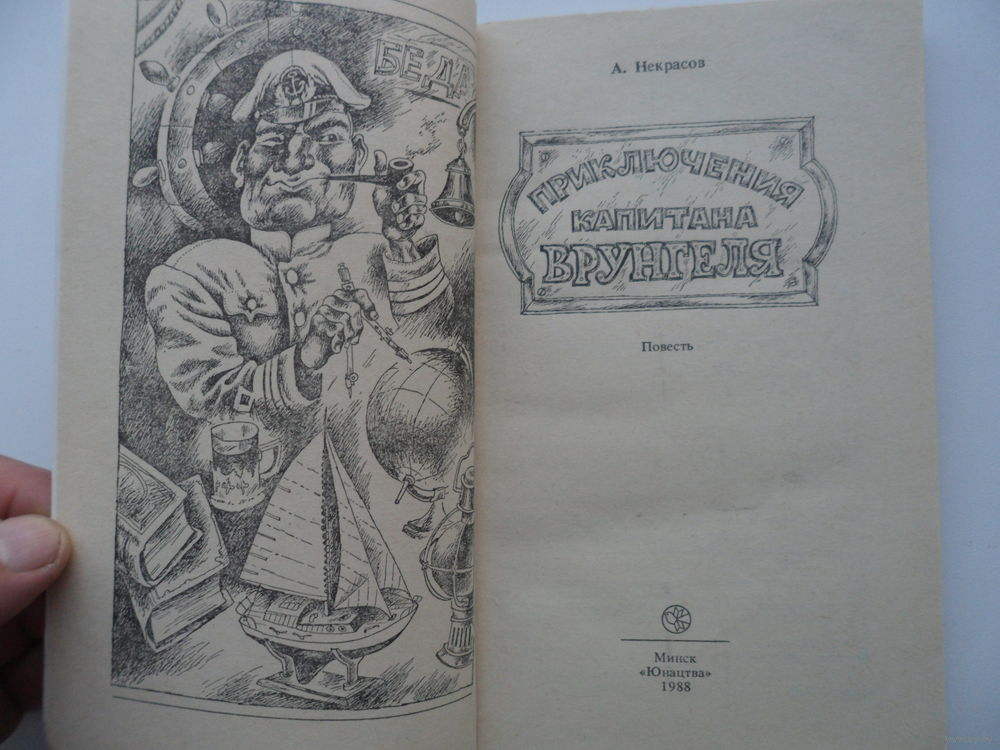 БЕДА
А. Некрасов
ПРИКЛЮЧЕНИЯ
КАПИТАНА
ВРУНГЕЛЯ
Повесть
Минск
«Юнацтва»
1988